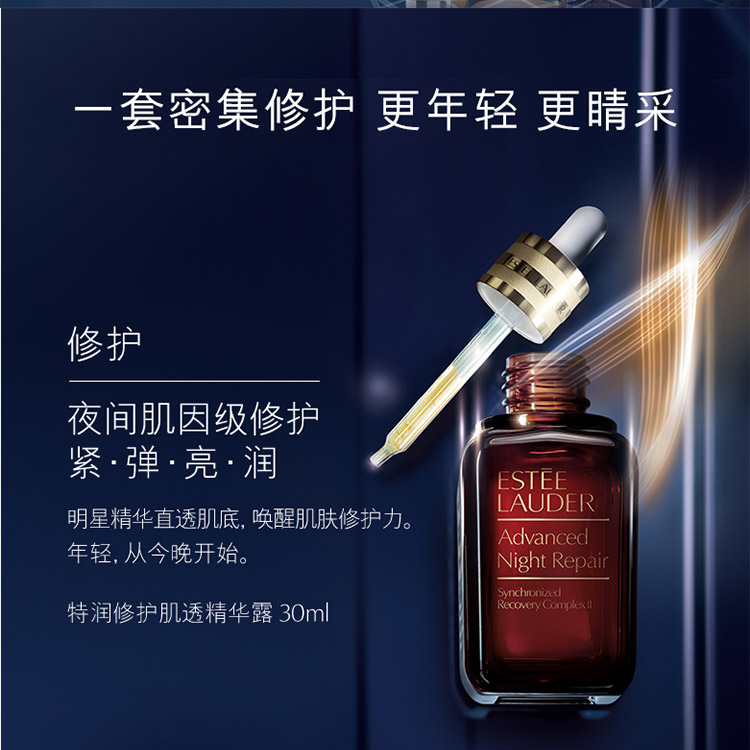 一套密集修护 更年轻 更睛采
修护
夜间肌因级修护
紧·弹·亮·润
明星精华直透肌底, 唤醒肌肤修护力。
年轻, 从今晚开始。
特润修护肌透精华露 30ml
ESTĒE
LAUDER
Advanced
Night Repair
Synchronized
Recovery Complex II